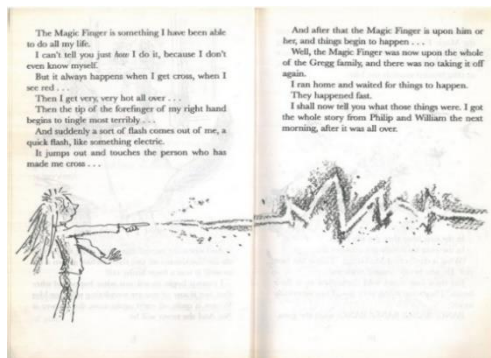 The Magic Finger is something I have been able
to do all my life.
I can't tell you just how I do it, because I don't
even know myself.
But it always happens when I get cross, when I
see red . . .
Then I get very, very hot all over . . .
Then the tip of the forefinger of my right hand
begins to tingle most terribly . . .
And suddenly a sort of flash comes out of me, a
quick flash, like something electric.
It jumps out and touches the person who has
made me cross . . .
And after that the Magic Finger is upon him or
her, and things begin to happen . . .
Well, the Magic Finger was now upon the whole
of the Gregg family, and there was no taking it off
again.
I ran home and waited for things to happen.
They happened fast.
I shall now tell you what those things were. I got
the whole story from Philip and William the next
morning, after it was all over.